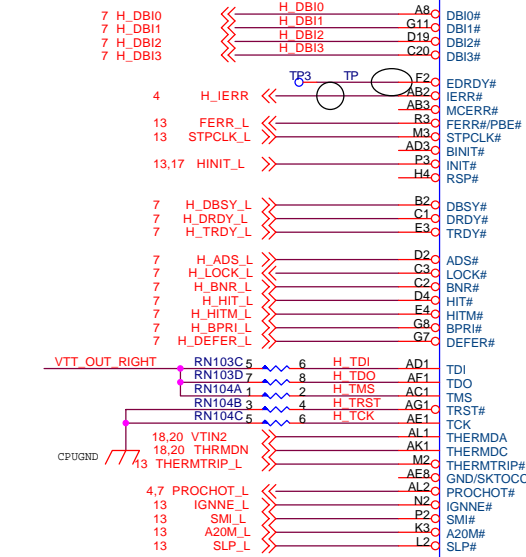 7 H_DBI0 H_DBI0 A8 DBI0#
7 H_DBI1 H_DBI1 G11 DBI1#
7 H_DBI2 H_DBI2 D19 DBI2#
7 H_DBI3 H_DBI3 C20 DBI3#
TP3 TP F2 EDRDY#
4 H_IERR AB2 IERR#
AB3 MCERR#
13 FERR_L R3 FERR#/PBE#
13 STPCLK_L M3 STPCLK#
AD3 BINIT#
13,17 HINIT_L P3 INIT#
H4 RSP#
7 H_DBSY_L B2 DBSY#
7 H_DRDY_L C1 DRDY#
7 H_TRDY_L E3 TRDY#
7 H_ADS_L D2 ADS#
7 H_LOCK_L C3 LOCK#
7 H_BNR_L C2 BNR#
7 H_HIT_L D4 HIT#
7 H_HITM_L E4 HITM#
7 H_BPRI_L G8 BPRI#
7 H_DEFER_L G7 DEFER#
VTT_OUT_RIGHT RN103C 5 6 H_TDI AD1 TDI
RN103D 7 8 H_TDO AF1 TDO
RN104A 1 2 H_TMS AC1 TMS
RN104B 3 4 H_TRST AG1 TRST#
RN104C 5 6 H_TCK AE1 TCK
18,20 VTIN2 AL1 THERMDA
CPUGND 18,20 THRMDN AK1 THERMDC
13 THERMTRIP_L M2 THERMTRIP#
AE8 GND/SKTOCC
4,7 PROCHOT_L AL2 PROCHOT#
13 IGNNE_L N2 IGNNE#
13 SMI_L P2 SMI#
13 A20M_L K3 A20M#
13 SLP_L L2 SLP#